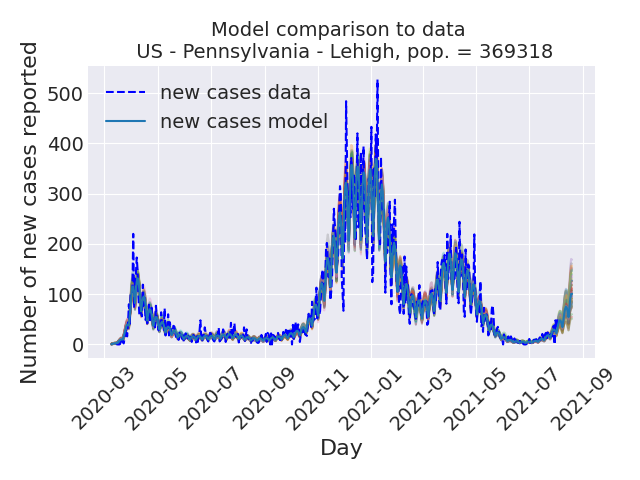 Model comparison to data
US - Pennsylvania - Lehigh, pop. = 369318
Number of new cases reported
500
400
300
200
100
0
new cases data
new cases model
2020-03
2020-05
2020-07
2020-09
2020-11
2021-01
2021-03
2021-05
2021-07
2021-09
Day